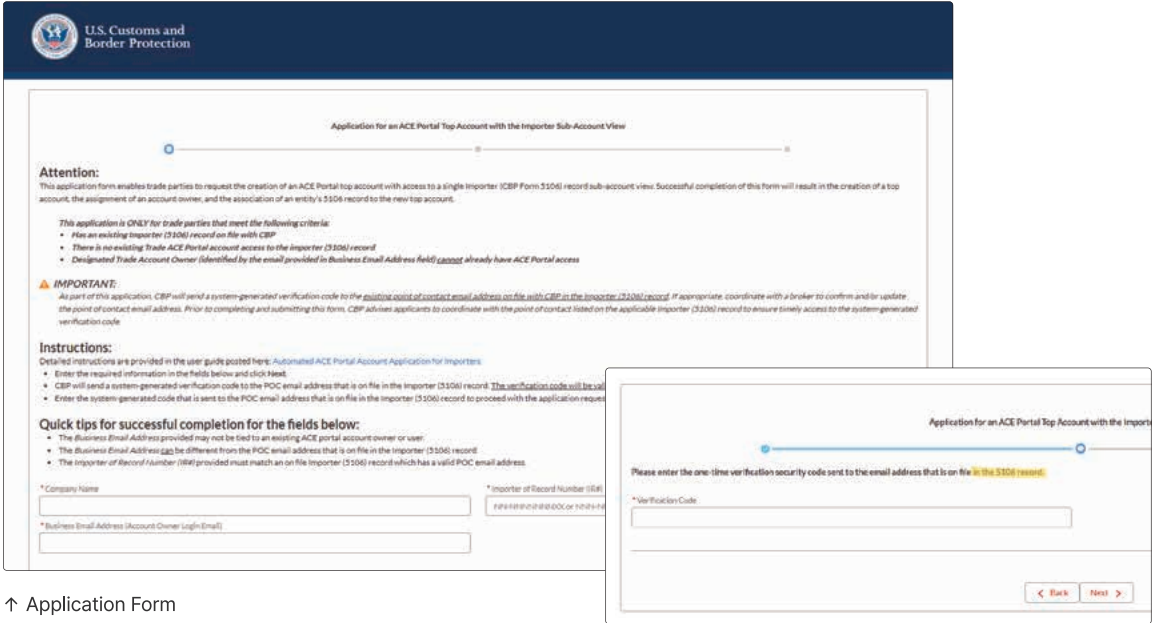 U.S. Customs and
Border Protection
Application for an ACE Portal Top Account with the Importer Sub-Account View
Attention:
This application form enables trade parties to request the creation of an ACE Portal top account with access to a single Importer (CBP Form 5106) record sub-account view. Successful completion of this form will result in the creation of a top
account, the assignment of an account owner, and the association of an entity's 5106 record to the new top account.
This application is ONLY for trade parties that meet the following criteria:
• Has an existing Importer (5106) record on file with CBP
• There is no existing Trade ACE Portal account access to the importer (5106) record
• Designated Trade Account Owner (identified by the email provided in Business Email Address field) cannot already have ACE Portal access
IMPORTANT:
As part of this application, CBP will send a system-generated verification code to the existing point of contact email address on file with CBP in the Importer (5106) record. If appropriate, coordinate with a broker to confirm and/or update
the point of contact email address. Prior to completing and submitting this form, CBP advises applicants to coordinate with the point of contact listed on the applicable Importer (5106) record to ensure timely access to the system-generated
verification code.
Instructions:
Detailed instructions are provided in the user guide posted here: Automated ACE Portal Account Application for Importers.
• Enter the required information in the fields below and click Next.
• CBP will send a system-generated verification code to the POC email address that is on file in the Importer (5106) record. The verification code will be val
• Enter the system-generated code that is sent to the POC email address that is on file in the Importer (5106) record to proceed with the application reques
Quick tips for successful completion for the fields below:
• The Business Email Address provided may not be tied to an existing ACE portal account owner or user.
• The Business Email Address can be different from the POC email address that is on file in the Importer (5106) record
• The Importer of Record Number (IR#) provided must match an on file Importer (5106) record which has a valid POC email address
* Company Name
* Importer of Record Number (IR#)
* Business Email Address (Account Owner Login Email)
Application for an ACE Portal Top Account with the Importe
Please enter the one-time verification security code sent to the email address that is on file in the 5106 record.
* Verification Code
< Back
Next >
↑ Application Form